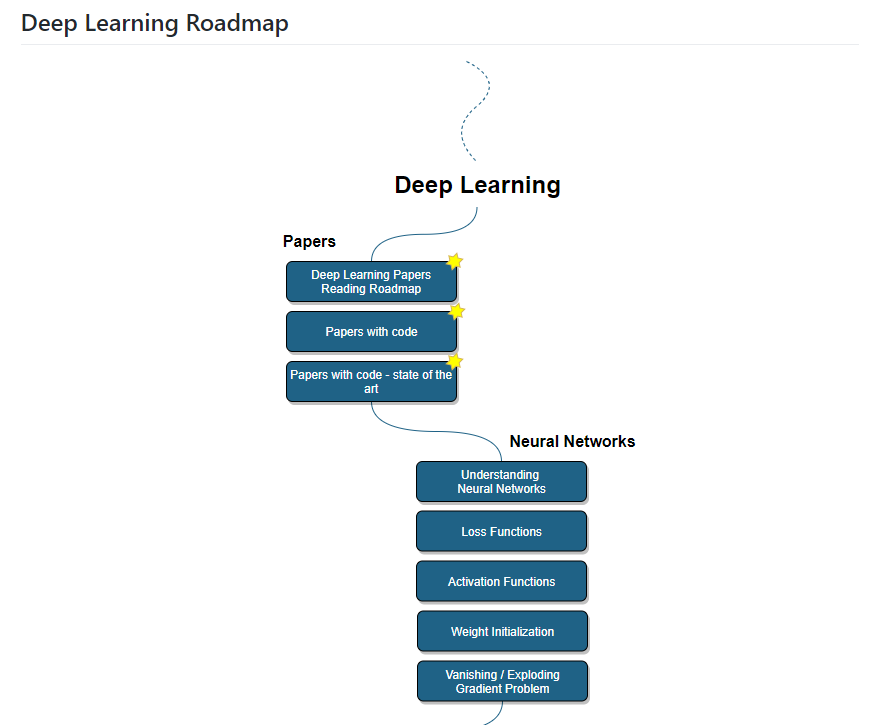 Deep Learning Roadmap
Deep Learning
Papers
Deep Learning Papers
Reading Roadmap
Papers with code
Papers with code - state of the
art
Neural Networks
Understanding
Neural Networks
Loss Functions
Activation Functions
Weight Initialization
Vanishing / Exploding
Gradient Problem